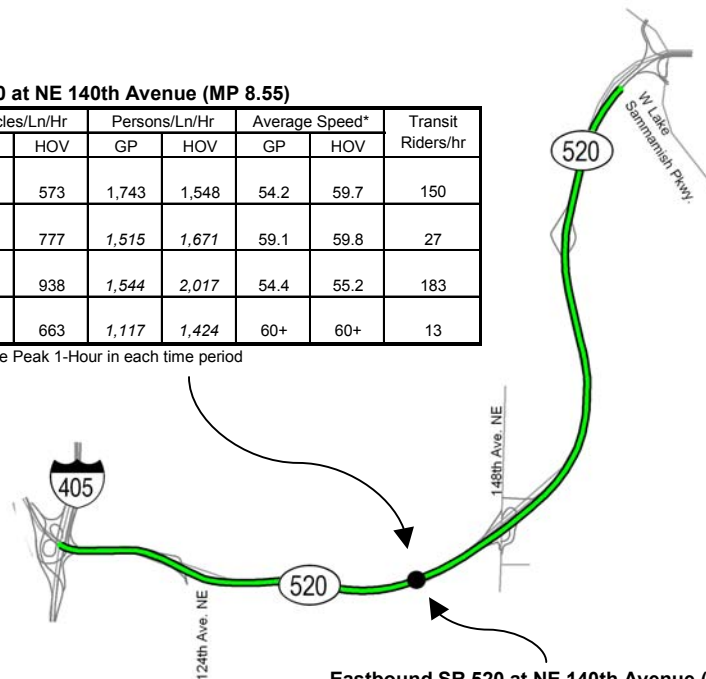 0 at NE 140th Avenue (MP 8.55)
cles/Ln/Hr Persons/Ln/Hr Average Speed* Transit Riders/hr
HOV GP HOV GP HOV
573 1,743 1,548 54.2 59.7 150
777 1,515 1,671 59.1 59.8 27
938 1,544 2,017 54.4 55.2 183
663 1,117 1,424 60+ 60+ 13
e Peak 1-Hour in each time period
W Lake
Sammamish Pkwy.
520
148th Ave. NE
405
520
124th Ave. NE
Eastbound SR 520 at NE 140th Avenue (